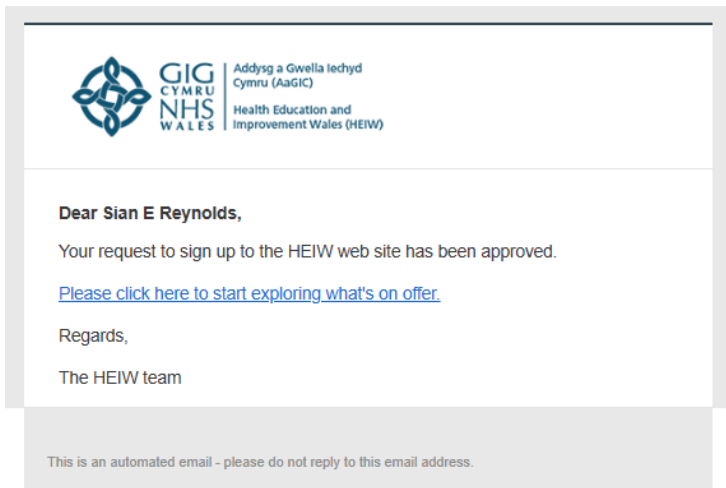 GIG
CYMRU
NHS
WALES
Addysg a Gwella Iechyd
Cymru (AaGIC)
Health Education and
Improvement Wales (HEIW)
Dear Sian E Reynolds,
Your request to sign up to the HEIW web site has been approved.
Please click here to start exploring what's on offer.
Regards,
The HEIW team
This is an automated email - please do not reply to this email address.